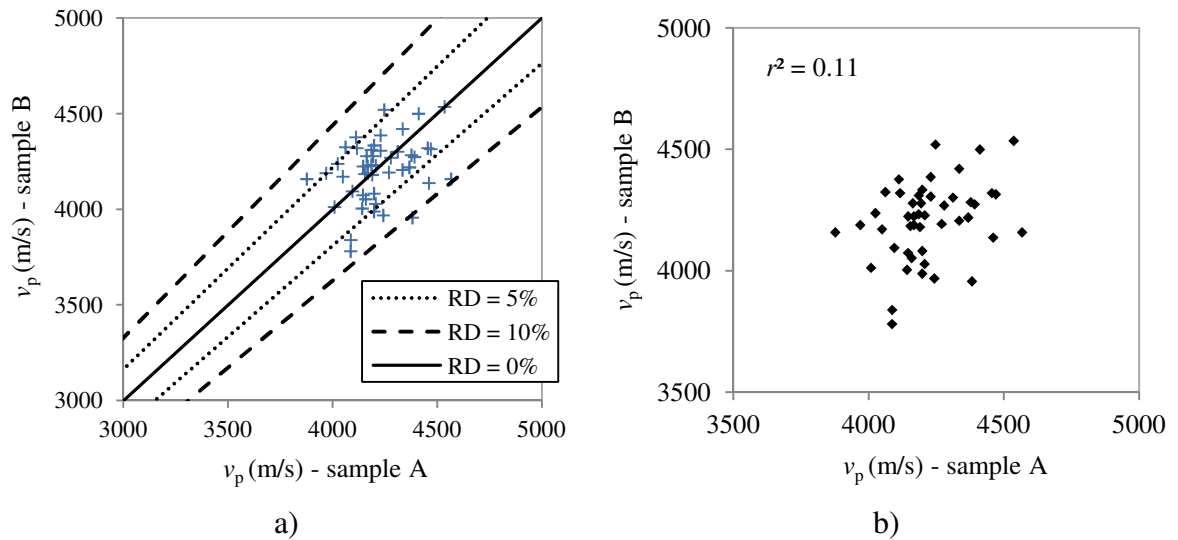 5000
4500
4000
3500
3000
3000 3500 4000 4500 5000
vp (m/s) - sample B
vp (m/s) - sample A
RD = 5%
RD = 10%
RD = 0%
a)
r² = 0.11
5000
4500
4000
3500
3500 4000 4500 5000
vp (m/s) - sample B
vp (m/s) - sample A
b)